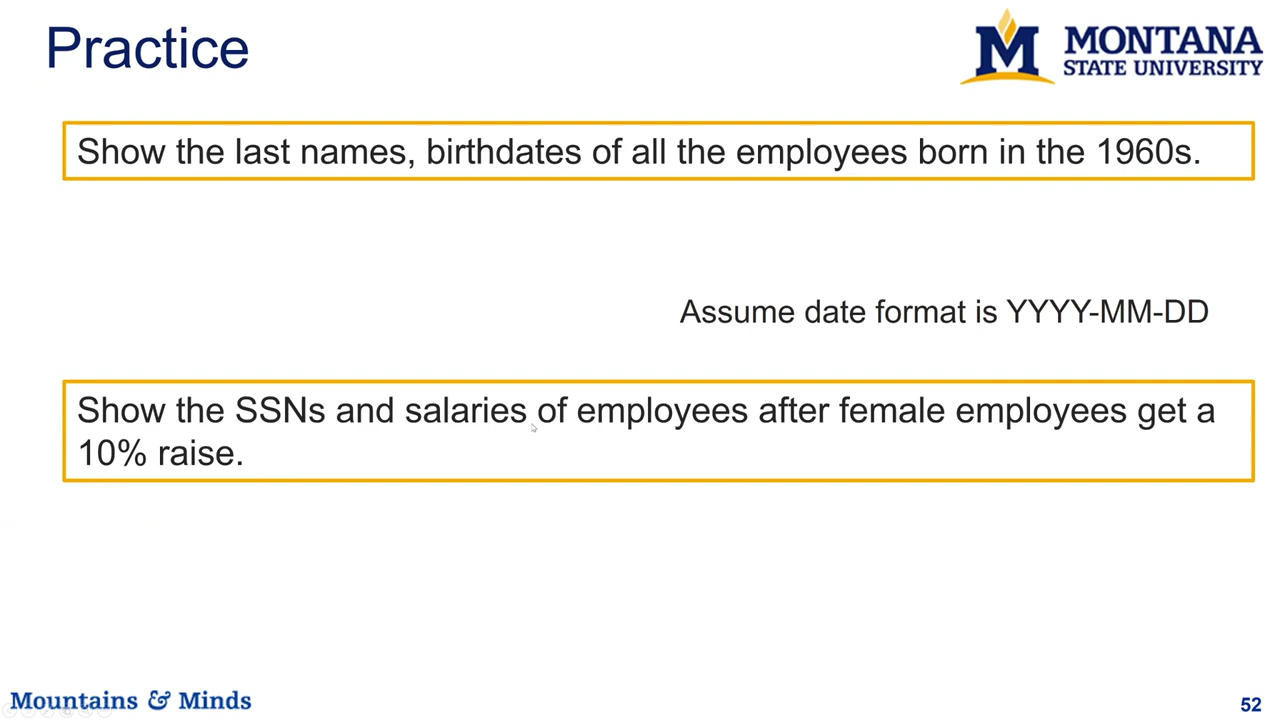 Practice
MONTANA
STATE UNIVERSITY
Show the last names, birthdates of all the employees born in the 1960s.
Assume date format is YYYY-MM-DD
Show the SSNs and salaries of employees after female employees get a
10% raise.
Mountains & Minds
52